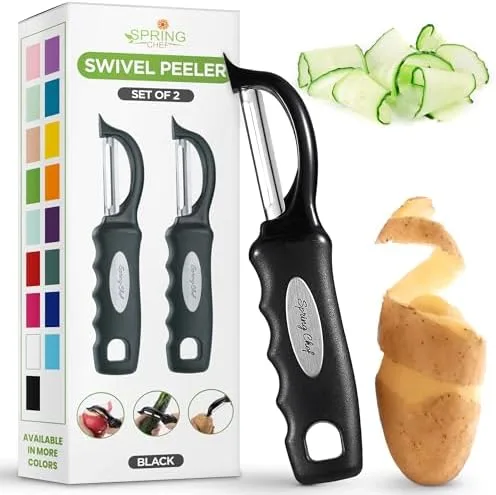 SPRING
CHEF
SWIVEL PEELER
SET OF 2
Spring Chef
Spring Chef
Spring Chef
AVAILABLE
IN MORE
COLORS
BLACK